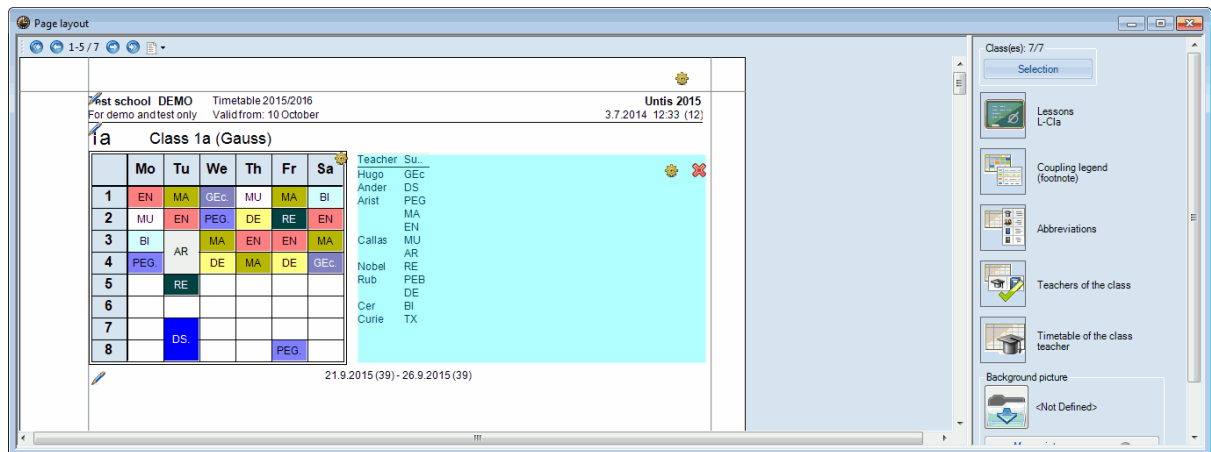 Page layout
1-5 / 7
Test school DEMO Timetable 2015/2016 Untis 2015
For demo and test only Valid from: 10 October 3.7.2014 12:33 (12)
1a Class 1a (Gauss)
Mo Tu We Th Fr Sa
1 EN MA GEc. MU MA BI
2 MU EN PEG. DE RE EN
3 BI AR MA EN EN MA
4 PEG. DE MA DE GEc.
5 RE
6
7 DS.
8 PEG.
Teacher Su..
Hugo GEc
Ander DS
Arist PEG
MA
EN
Callas MU
AR
Nobel RE
Rub PEB
DE
Cer BI
Curie TX
21.9.2015 (39) - 26.9.2015 (39)
Class(es): 7/7
Selection
Lessons
L-Cla
Coupling legend
(footnote)
Abbreviations
Teachers of the class
Timetable of the class
teacher
Background picture
<Not Defined>